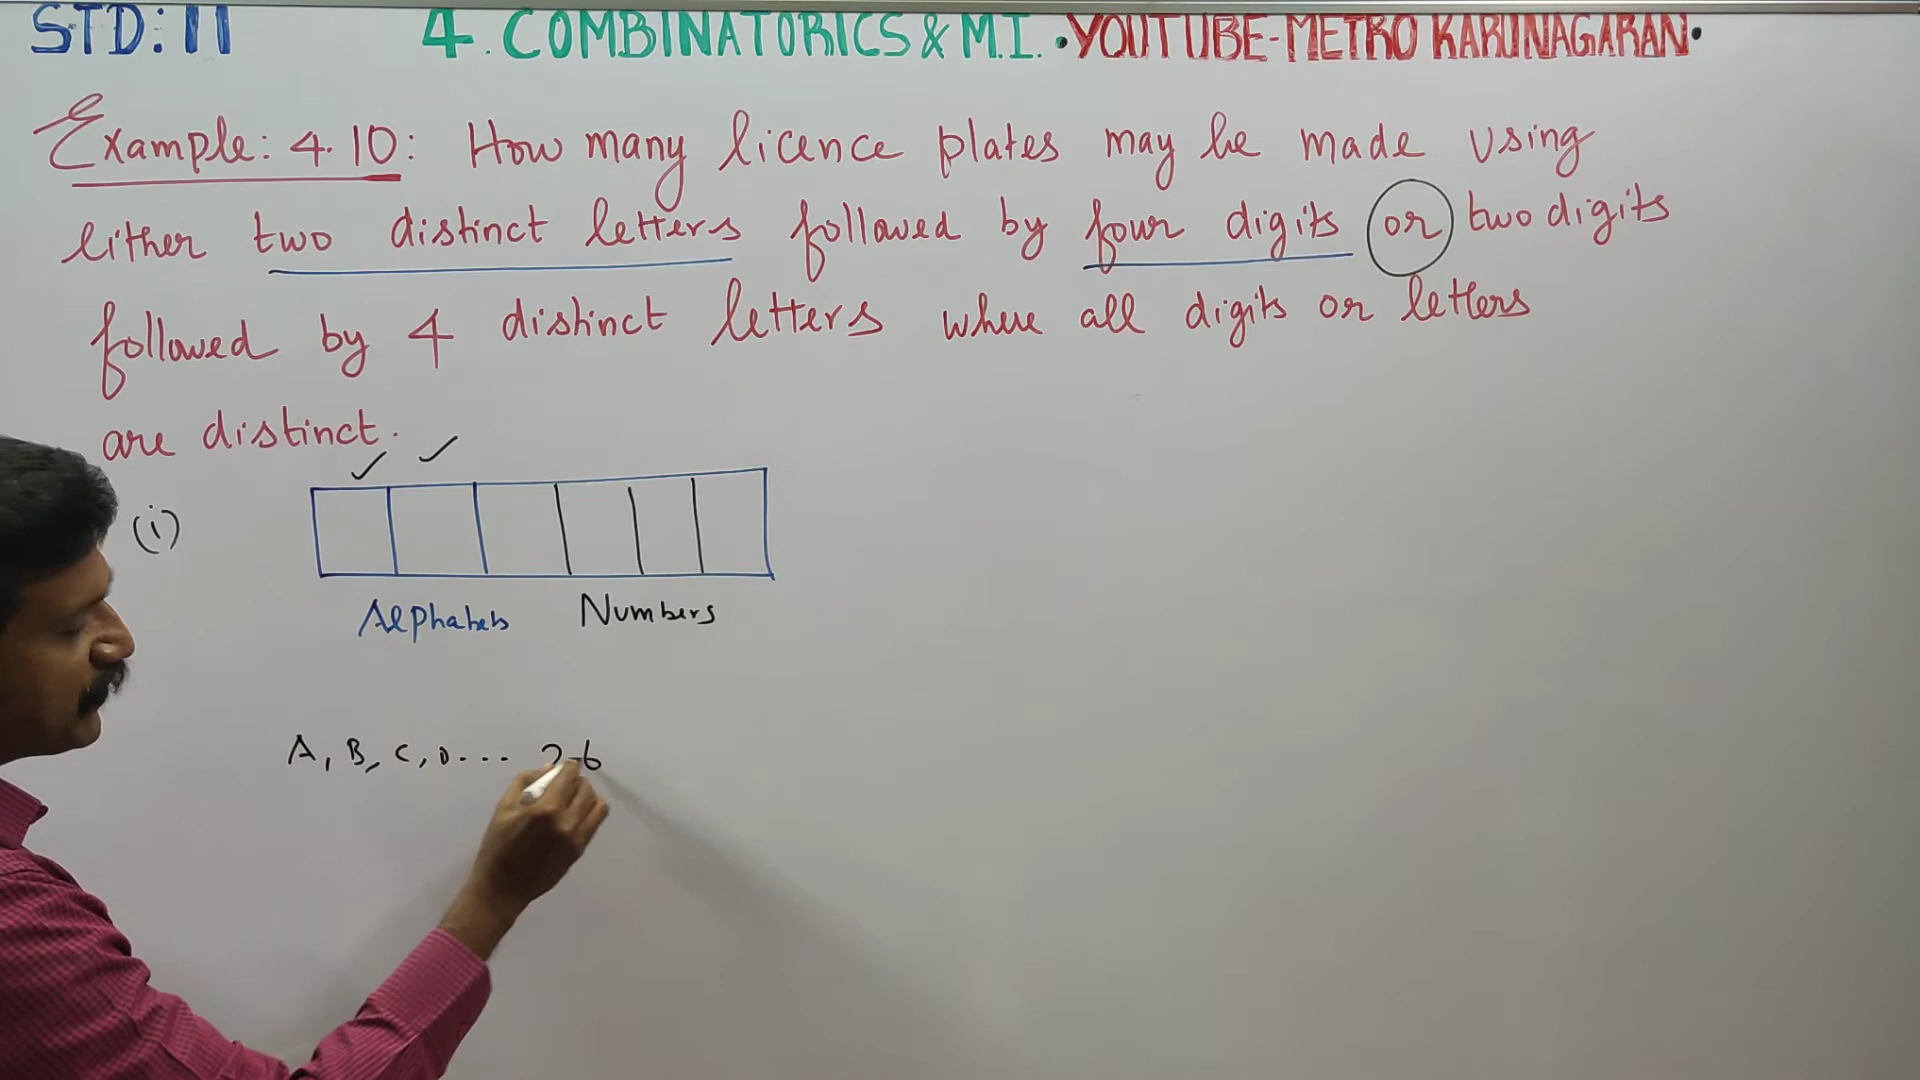 STD: 11 4. COMBINATORICS & M.I. • YOUTUBE-METRO KARUNAGARAN •
Example: 4.10: How many licence plates may be made using
either two distinct letters followed by four digits or two digits
followed by 4 distinct letters where all digits or letters
are distinct.
(i)
Alphabets Numbers
A, B, C, D... 26